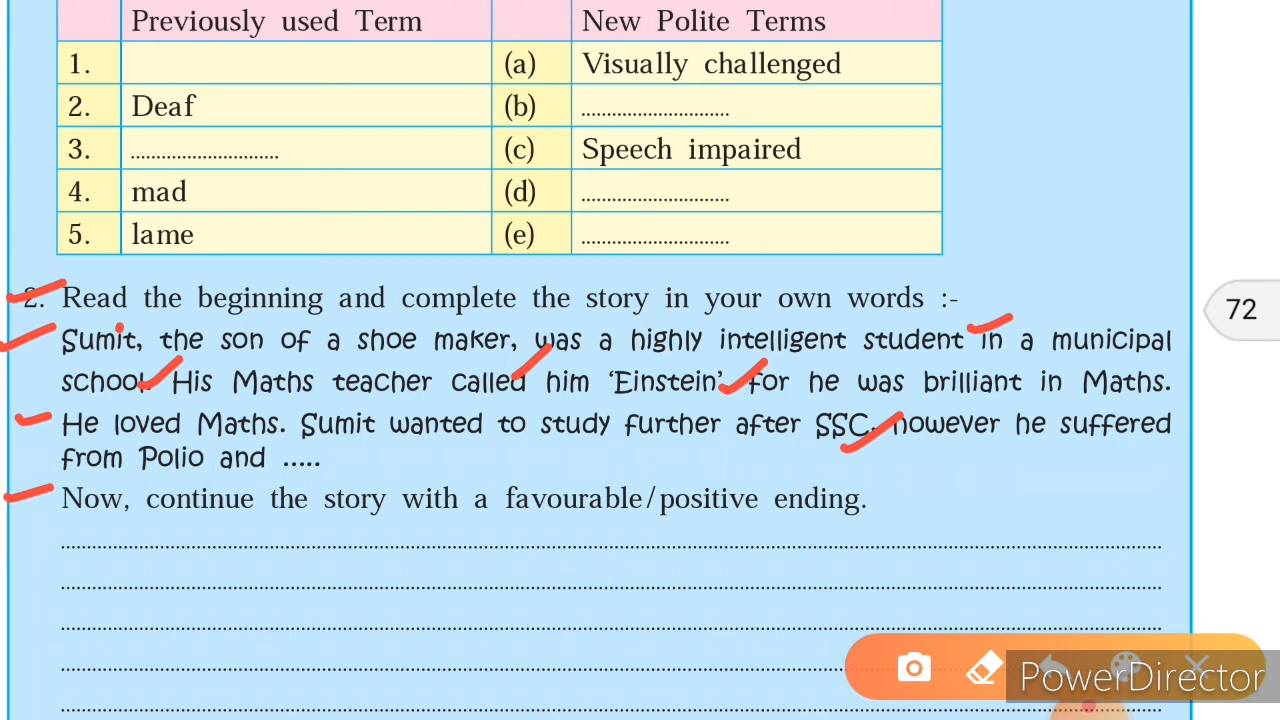 Previously used Term New Polite Terms
1. (a) Visually challenged
2. Deaf (b) ..............................
3. .............................. (c) Speech impaired
4. mad (d) ..............................
5. lame (e) ..............................
2. Read the beginning and complete the story in your own words :-
Sumit, the son of a shoe maker, was a highly intelligent student in a municipal
school. His Maths teacher called him ‘Einstein’ for he was brilliant in Maths.
He loved Maths. Sumit wanted to study further after SSC, however he suffered
from Polio and .....
Now, continue the story with a favourable/positive ending.
72
PowerDirector